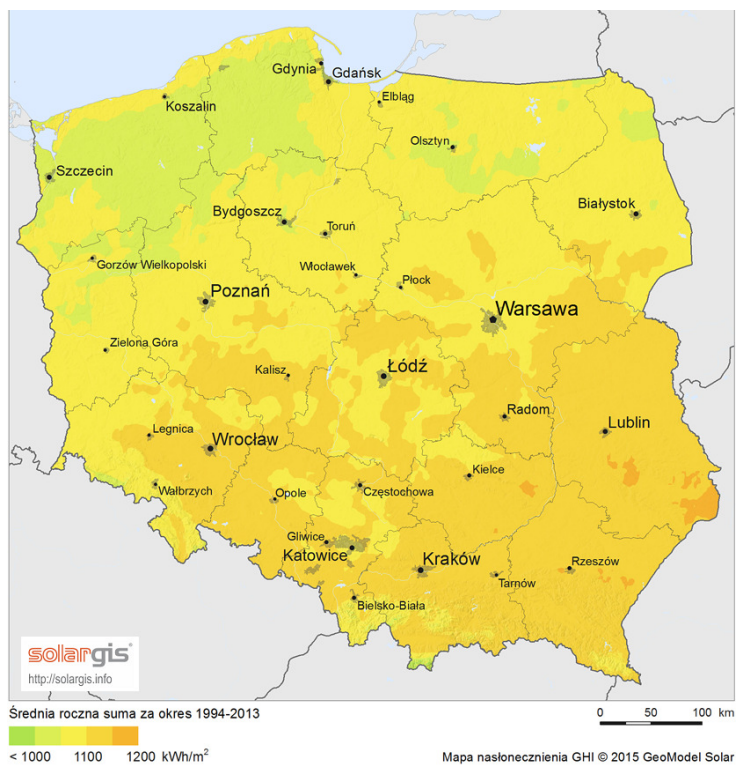 Gdynia
Gdańsk
Koszalin
Elbląg
Olsztyn
Szczecin
Białystok
Bydgoszcz
Toruń
Gorzów Wielkopolski
Włocławek
Płock
Poznań
Warsawa
Zielona Góra
Kalisz
Łódź
Radom
Legnica
Wrocław
Lublin
Kielce
Wałbrzych
Opole
Częstochowa
Gliwice
Katowice
Kraków
Rzeszów
Tarnów
Bielsko-Biała
solargis®
http://solargis.info
Średnia roczna suma za okres 1994-2013
0 50 100 km
< 1000 1100 1200 kWh/m²
Mapa nasłonecznienia GHI © 2015 GeoModel Solar